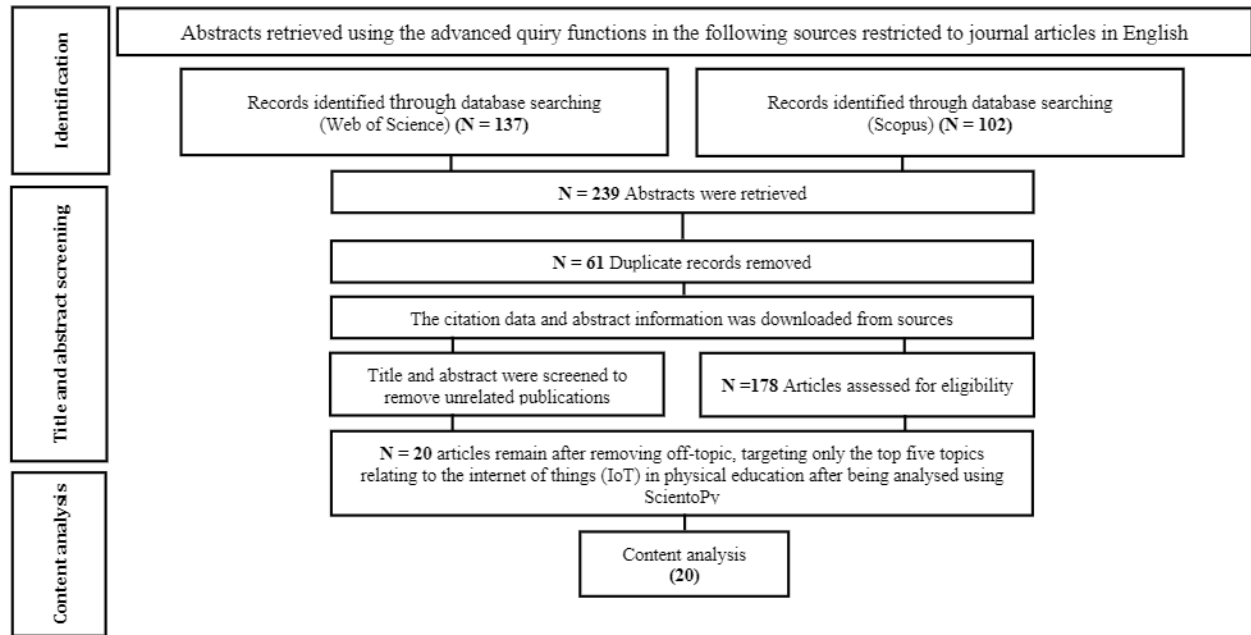 Identification
Abstracts retrieved using the advanced quiry functions in the following sources restricted to journal articles in English
Records identified through database searching
(Web of Science) (N = 137)
Records identified through database searching
(Scopus) (N = 102)
Title and abstract screening
N = 239 Abstracts were retrieved
N = 61 Duplicate records removed
The citation data and abstract information was downloaded from sources
Title and abstract were screened to
remove unrelated publications
N =178 Articles assessed for eligibility
N = 20 articles remain after removing off-topic, targeting only the top five topics
relating to the internet of things (IoT) in physical education after being analysed using
ScientoPy
Content analysis
Content analysis
(20)